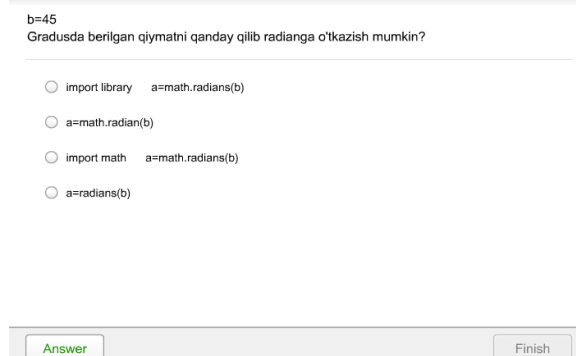 b=45
Gradusda berilgan qiymatni qanday qilib radianga o'tkazish mumkin?
import library a=math.radians(b)
a=math.radian(b)
import math a=math.radians(b)
a=radians(b)
Answer Finish